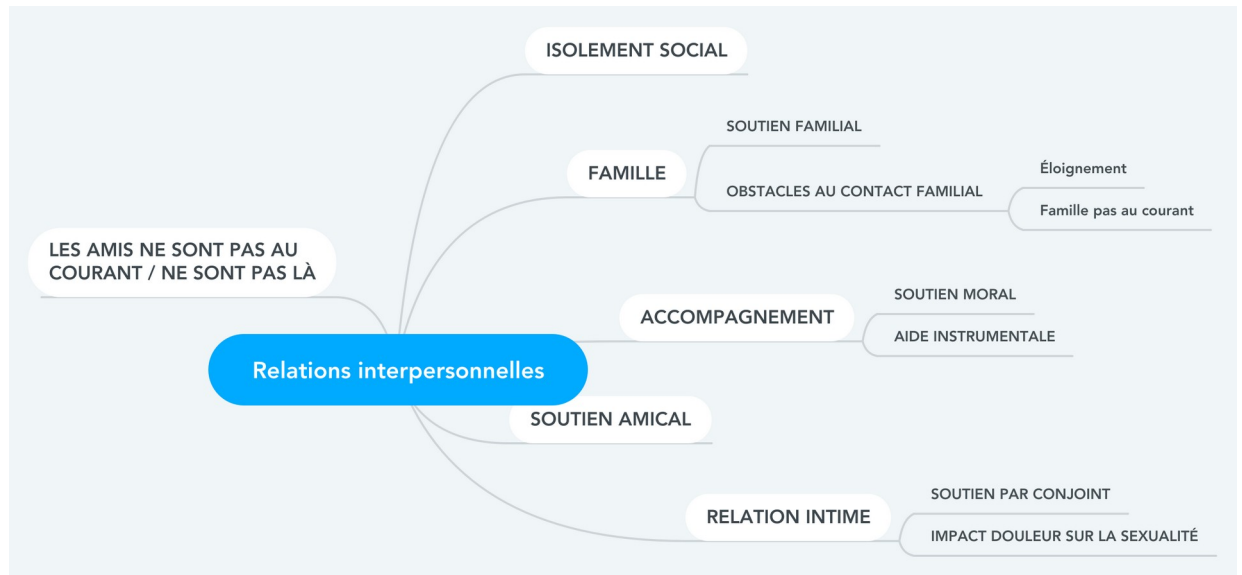 ISOLEMENT SOCIAL
SOUTIEN FAMILIAL
FAMILLE
OBSTACLES AU CONTACT FAMILIAL
Éloignement
Famille pas au courant
LES AMIS NE SONT PAS AU
COURANT / NE SONT PAS LÀ
ACCOMPAGNEMENT
SOUTIEN MORAL
AIDE INSTRUMENTALE
Relations interpersonnelles
SOUTIEN AMICAL
RELATION INTIME
SOUTIEN PAR CONJOINT
IMPACT DOULEUR SUR LA SEXUALITÉ